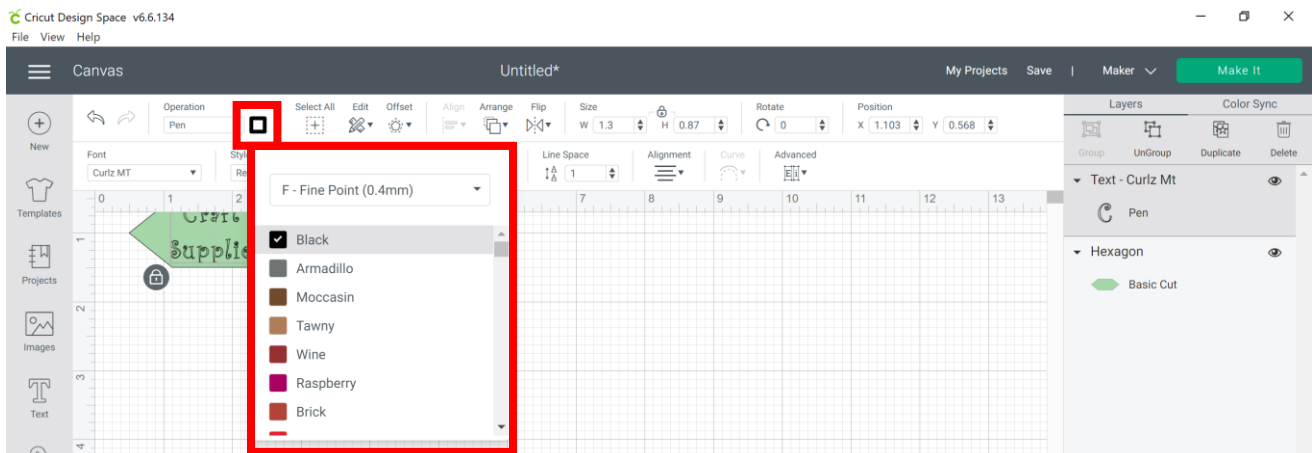 Cricut Design Space v6.6.134
File View Help
Canvas
Untitled*
My Projects Save | Maker Make It
Operation
Pen
Select All Edit Offset Align Arrange Flip Size
W 1.3 H 0.87
Rotate
0
Position
X 1.103 Y 0.568
Layers Color Sync
Group UnGroup Duplicate Delete
New
Font
Curlz MT
Line Space
1
Alignment Curve Advanced
F - Fine Point (0.4mm)
Black
Armadillo
Moccasin
Tawny
Wine
Raspberry
Brick
0 1 2 7 8 9 10 11 12 13
1
2
3
4
Craft
Templates
Projects
Images
Text
Text - Curlz Mt
Pen
Hexagon
Basic Cut